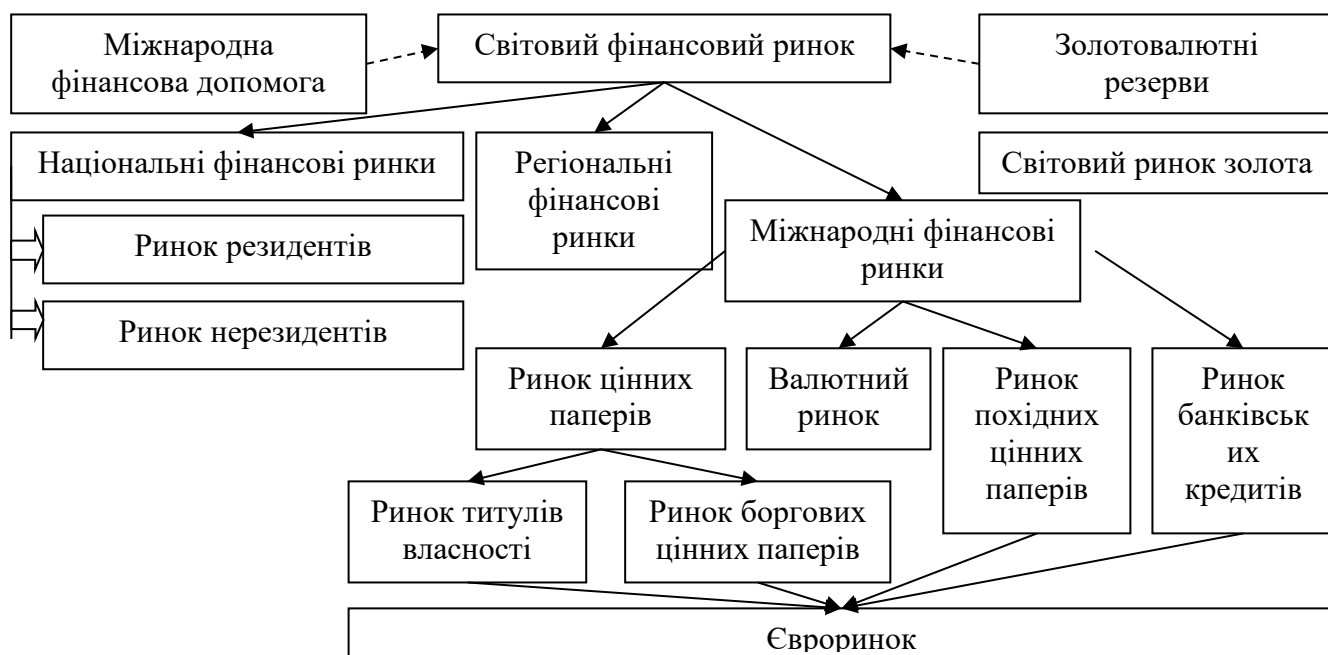 Міжнародна
фінансова допомога
Світовий фінансовий ринок
Золотовалютні
резерви
Національні фінансові ринки
Регіональні
фінансові
ринки
Світовий ринок золота
Міжнародні фінансові
ринки
Ринок резидентів
Ринок нерезидентів
Ринок цінних
паперів
Валютний
ринок
Ринок
похідних
цінних
паперів
Ринок
банківськ
их
кредитів
Ринок титулів
власності
Ринок боргових
цінних паперів
Євроринок